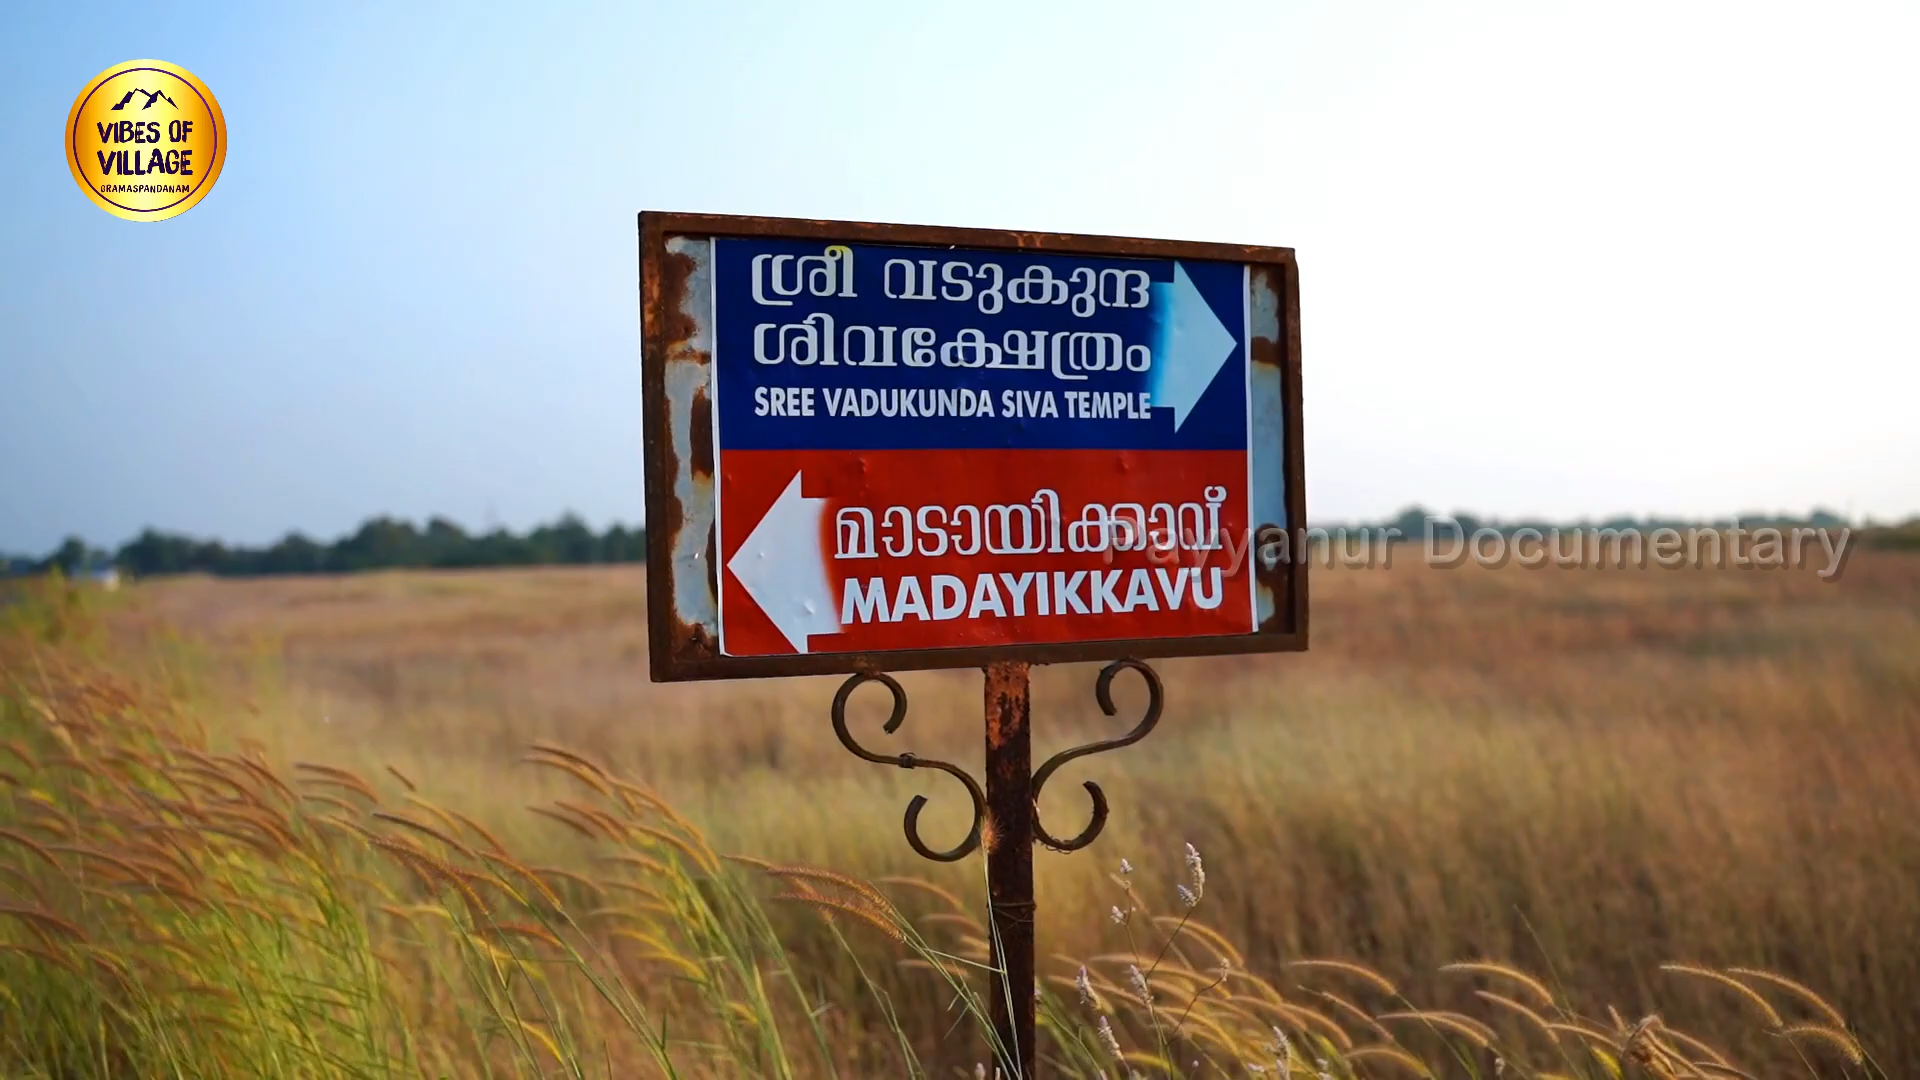 VIBES OF
VILLAGE
GRAMASPANDANAM
ശ്രീ വടുകുന്ദ
ശിവക്ഷേത്രം
SREE VADUKUNDA SIVA TEMPLE
മാടായിക്കാവ്
MADAYIKKAVU
Payyanur Documentary